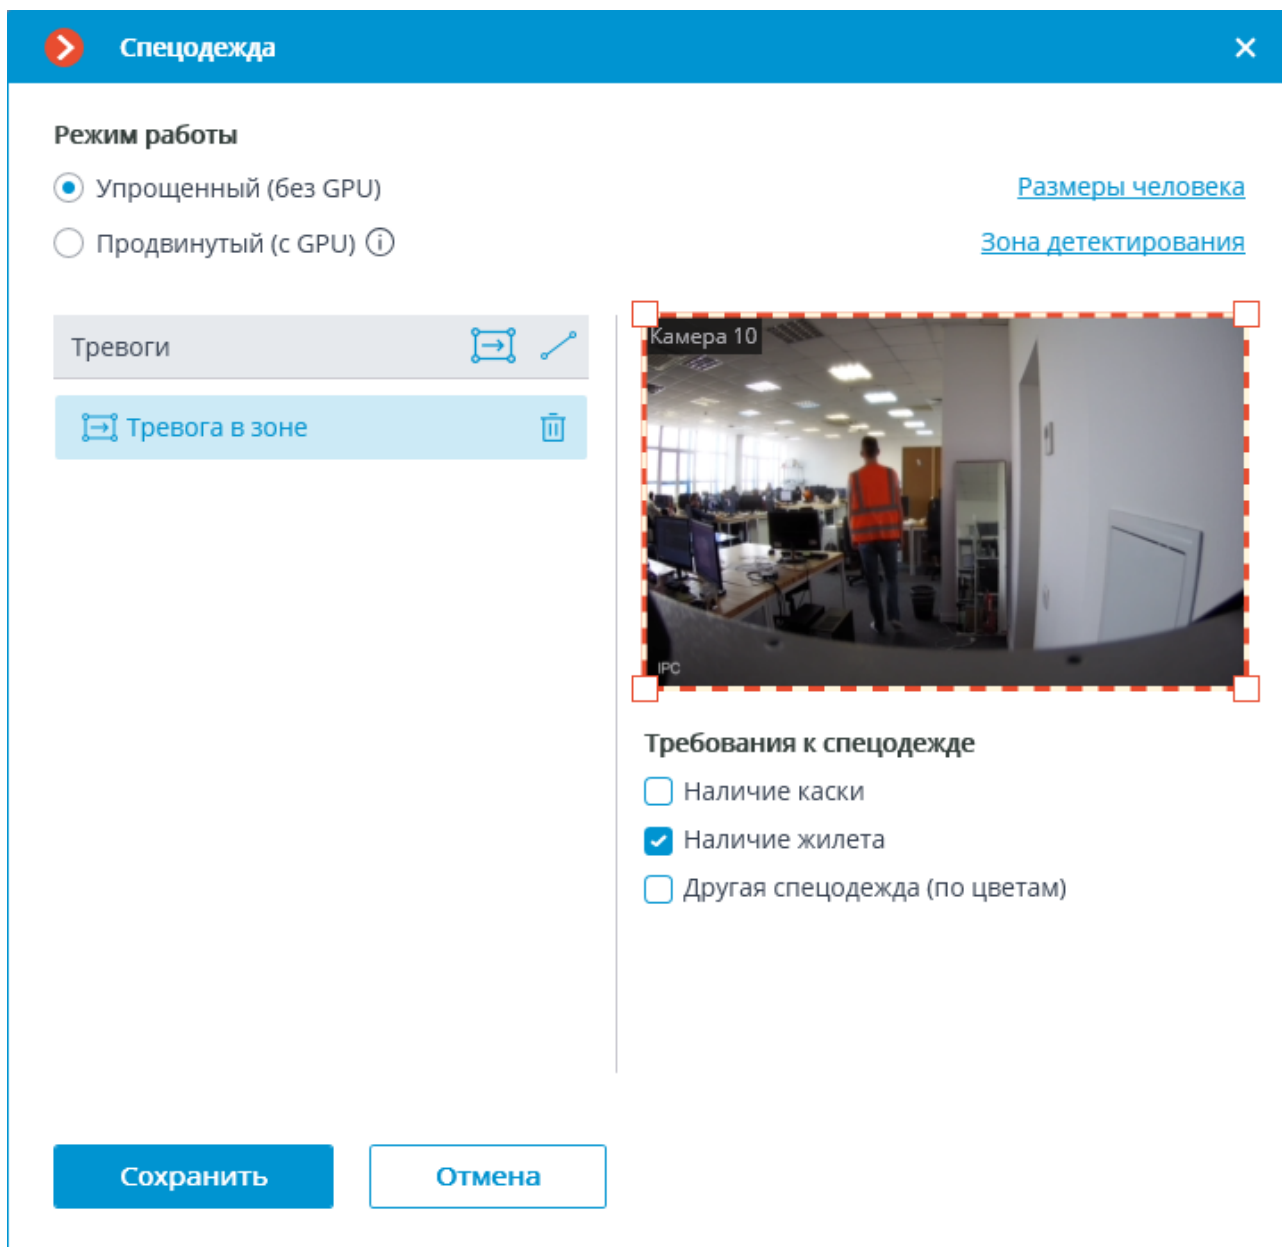 Спецодежда
Режим работы
Упрощенный (без GPU)
Размеры человека
Продвинутый (с GPU)
Зона детектирования
Тревоги
Камера 10
Тревога в зоне
IPC
Требования к спецодежде
Наличие каски
Наличие жилета
Другая спецодежда (по цветам)
Сохранить
Отмена